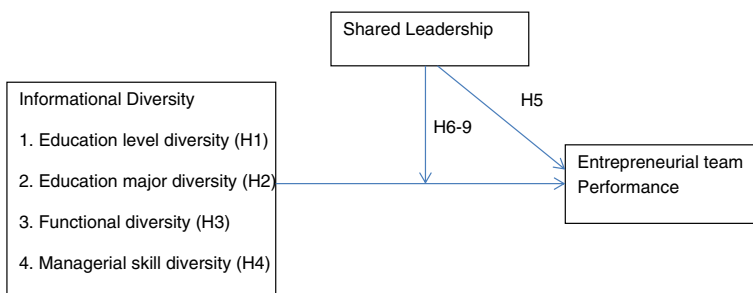 Shared Leadership
Informational Diversity
1. Education level diversity (H1)
2. Education major diversity (H2)
3. Functional diversity (H3)
4. Managerial skill diversity (H4)
H5
H6-9
Entrepreneurial team
Performance